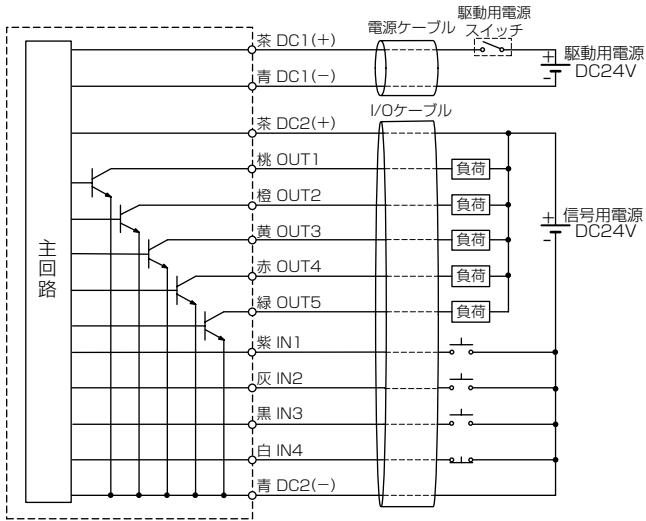 駆動用電源
スイッチ
電源ケーブル
茶 DC1(+)
駆動用電源
DC24V
+
-
青 DC1(-)
I/Oケーブル
茶 DC2(+)
桃 OUT1
負荷
橙 OUT2
負荷
信号用電源
DC24V
+
-
黄 OUT3
負荷
主回路
赤 OUT4
負荷
緑 OUT5
負荷
紫 IN1
灰 IN2
黒 IN3
白 IN4
青 DC2(-)